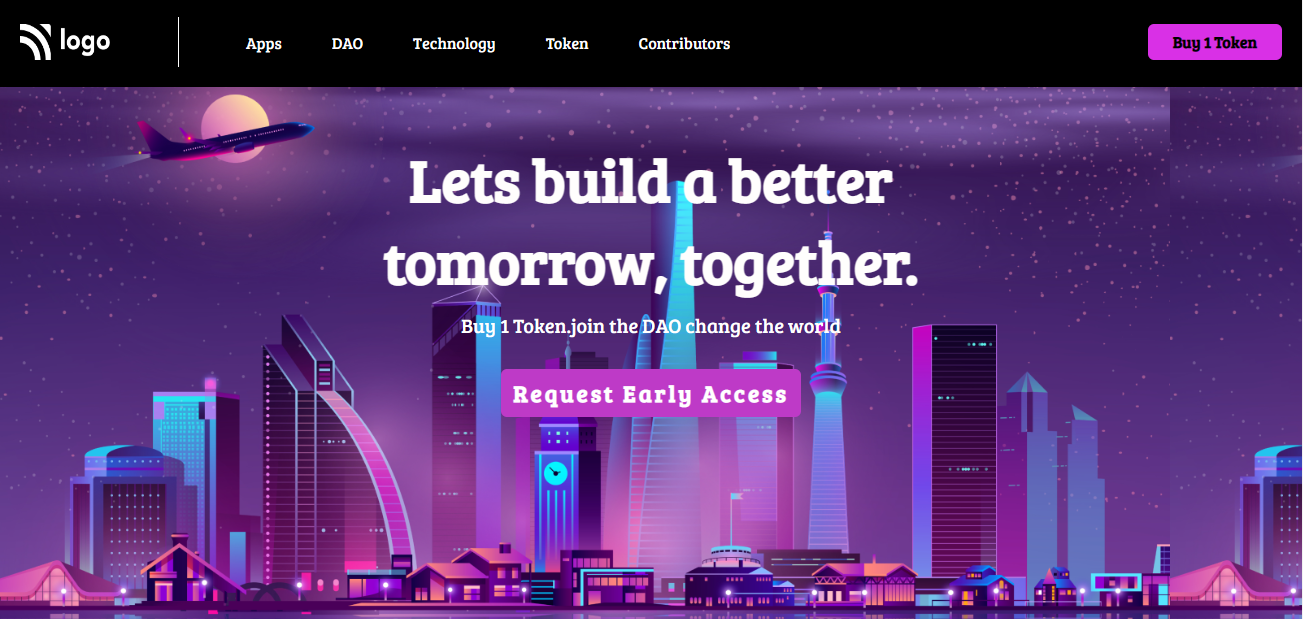 logo
Apps DAO Technology Token Contributors
Buy 1 Token
Lets build a better
tomorrow, together.
Buy 1 Token.join the DAO change the world
Request Early Access